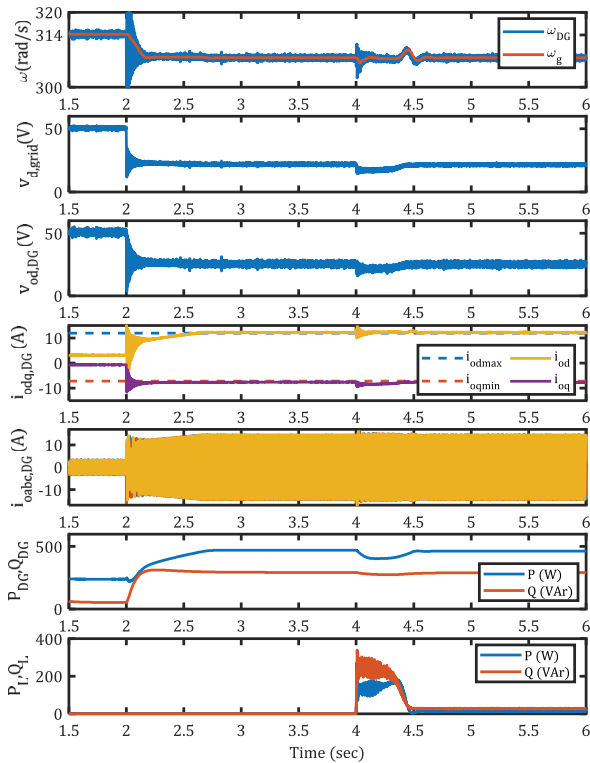 320
314
300
ω(rad/s)
ω_DG
ω_g
1.5 2 2.5 3 3.5 4 4.5 5 5.5 6
50
0
v_d,grid(V)
1.5 2 2.5 3 3.5 4 4.5 5 5.5 6
50
0
v_od,DG (V)
1.5 2 2.5 3 3.5 4 4.5 5 5.5 6
10
0
-10
i_odq,DG (A)
i_odmax i_od
i_oqmin i_oq
1.5 2 2.5 3 3.5 4 4.5 5 5.5 6
10
0
-10
i_oabc,DG (A)
1.5 2 2.5 3 3.5 4 4.5 5 5.5 6
500
0
P_DG,Q_DG
P (W)
Q (VAr)
1.5 2 2.5 3 3.5 4 4.5 5 5.5 6
400
200
0
P_L,Q_L
P (W)
Q (VAr)
1.5 2 2.5 3 3.5 4 4.5 5 5.5 6
Time (sec)